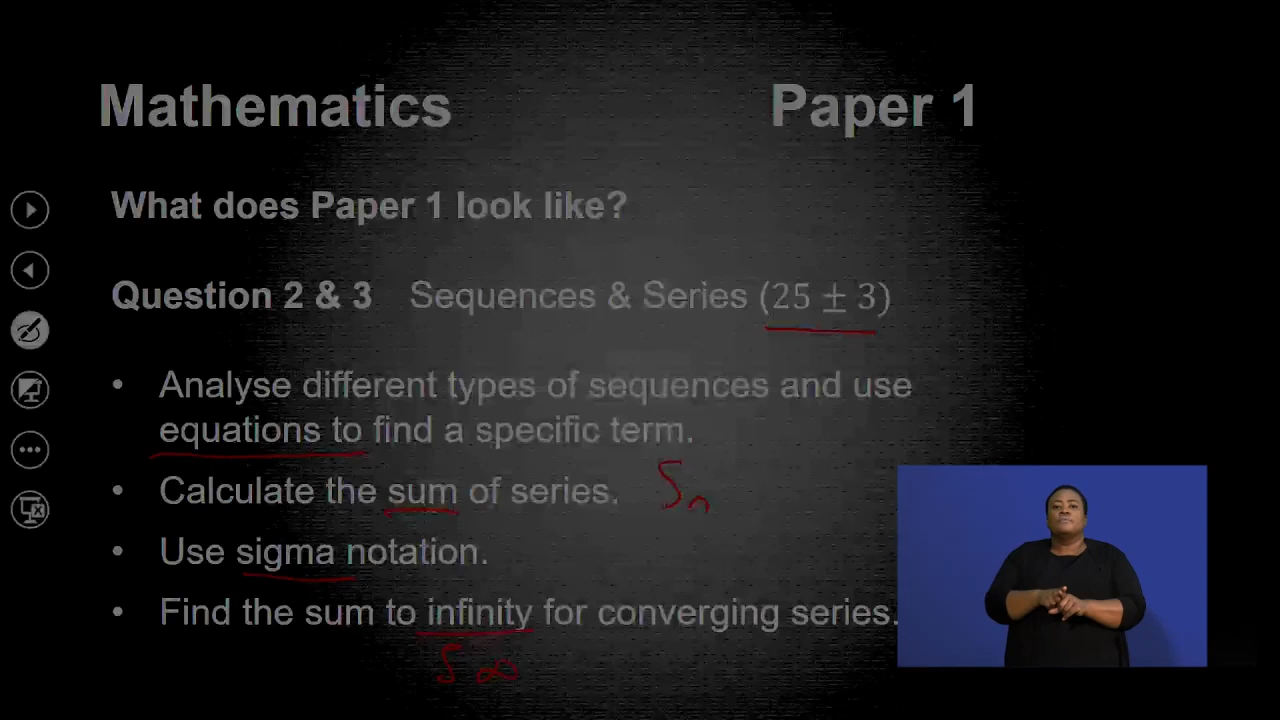 Mathematics Paper 1
What does Paper 1 look like?
Question 2 & 3 Sequences & Series (25 ± 3)
• Analyse different types of sequences and use
equations to find a specific term.
• Calculate the sum of series. Sn
• Use sigma notation.
• Find the sum to infinity for converging series.
S∞